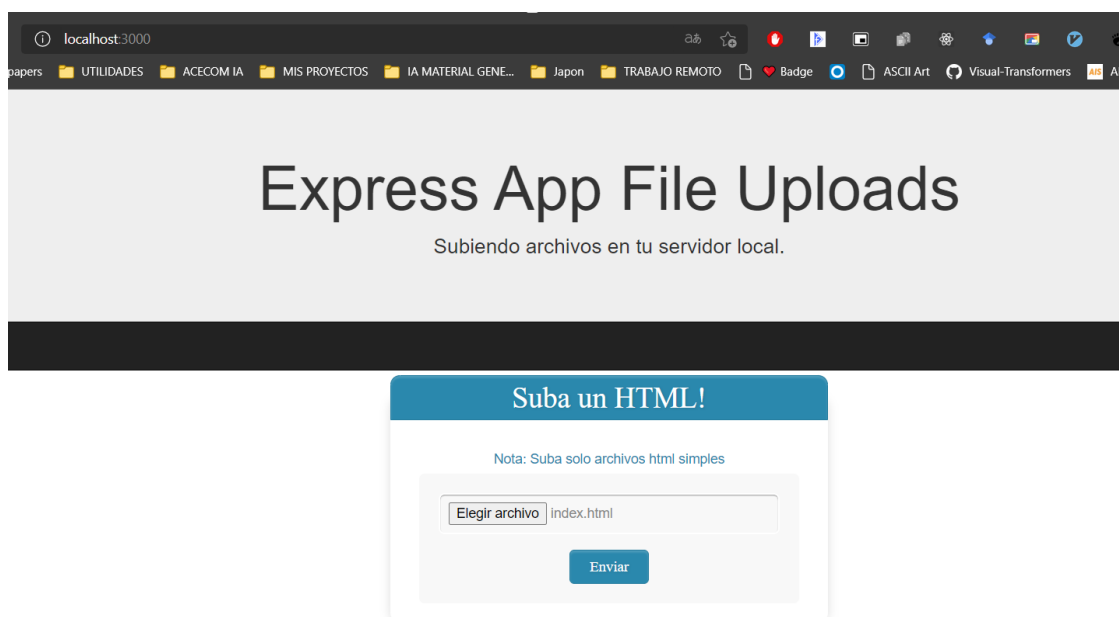 localhost:3000
papers UTILIDADES ACECOM IA MIS PROYECTOS IA MATERIAL GENE... Japon TRABAJO REMOTO Badge ASCII Art Visual-Transformers AIS A
Express App File Uploads
Subiendo archivos en tu servidor local.
Suba un HTML!
Nota: Suba solo archivos html simples
Elegir archivo index.html
Enviar